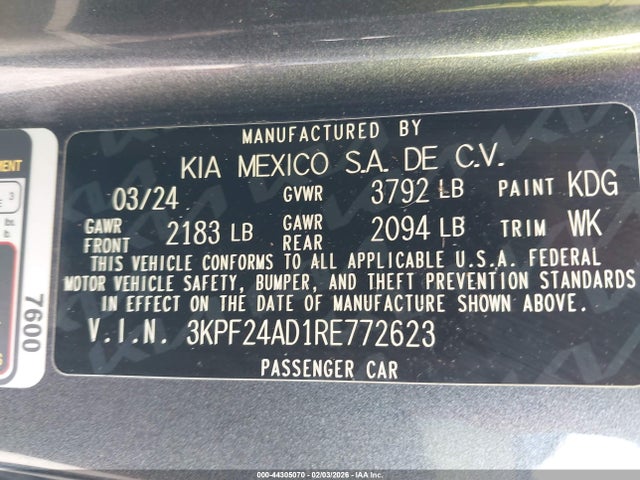 MANUFACTURED BY
KIA MEXICO S.A. DE C.V.
03/24 GVWR 3792 LB PAINT KDG
GAWR FRONT 2183 LB GAWR REAR 2094 LB TRIM WK
THIS VEHICLE CONFORMS TO ALL APPLICABLE U.S.A. FEDERAL
MOTOR VEHICLE SAFETY, BUMPER, AND THEFT PREVENTION STANDARDS
IN EFFECT ON THE DATE OF MANUFACTURE SHOWN ABOVE.
V.I.N. 3KPF24AD1RE772623
PASSENGER CAR
7600
000-44305070 - 02/03/2026 - IAA Inc.